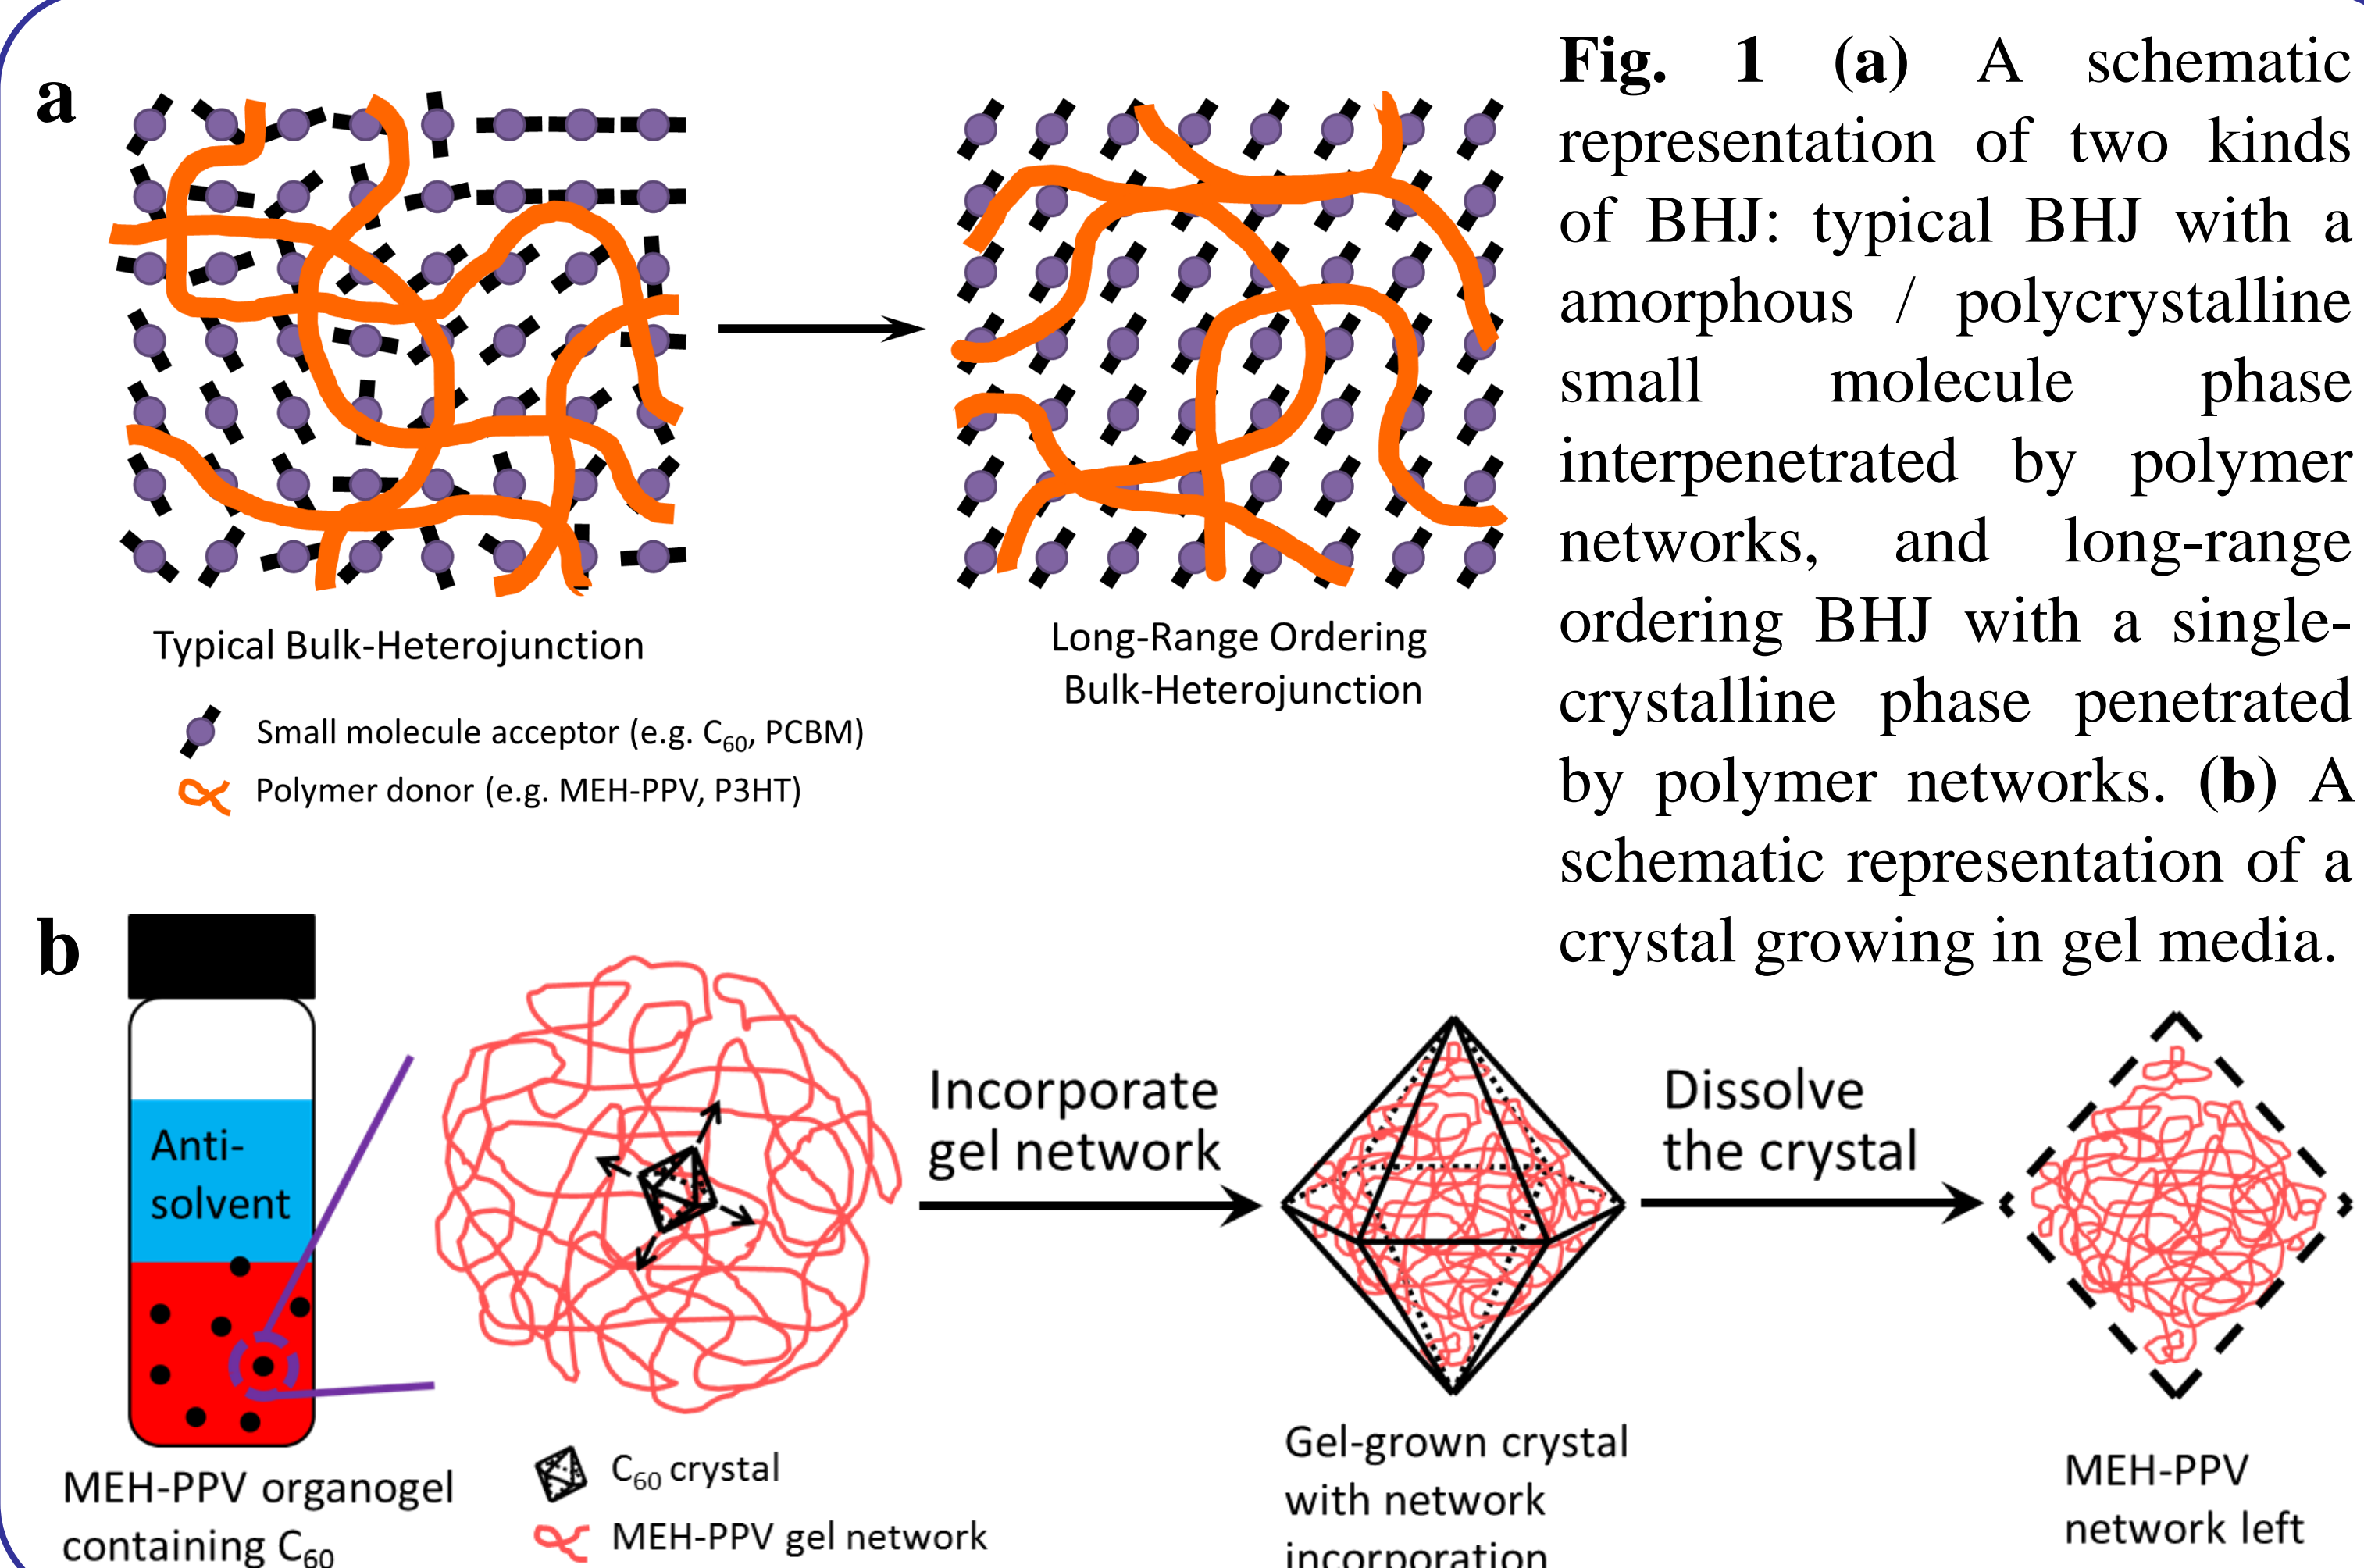 a
Typical Bulk-Heterojunction
Long-Range Ordering
Bulk-Heterojunction
Small molecule acceptor (e.g. C60, PCBM)
Polymer donor (e.g. MEH-PPV, P3HT)
Fig. 1 (a) A schematic
representation of two kinds
of BHJ: typical BHJ with a
amorphous / polycrystalline
small molecule phase
interpenetrated by polymer
networks, and long-range
ordering BHJ with a single-
crystalline phase penetrated
by polymer networks. (b) A
schematic representation of a
crystal growing in gel media.
b
Anti-
solvent
MEH-PPV organogel
containing C60
C60 crystal
MEH-PPV gel network
Incorporate
gel network
Gel-grown crystal
with network
incorporation
Dissolve
the crystal
MEH-PPV
network left